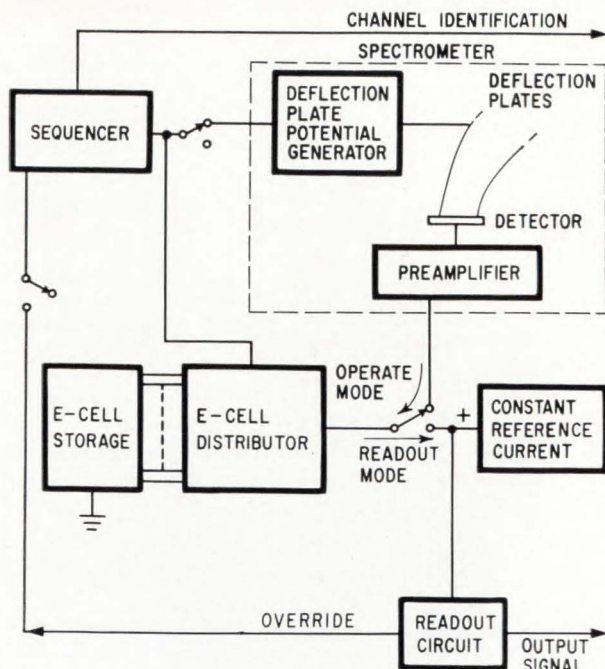 CHANNEL IDENTIFICATION
SPECTROMETER
SEQUENCER
DEFLECTION
PLATE
POTENTIAL
GENERATOR
DEFLECTION
PLATES
DETECTOR
PREAMPLIFIER
OPERATE
MODE
E-CELL
STORAGE
E-CELL
DISTRIBUTOR
+
READOUT
MODE
CONSTANT
REFERENCE
CURRENT
OVERRIDE
READOUT
CIRCUIT
OUTPUT
SIGNAL